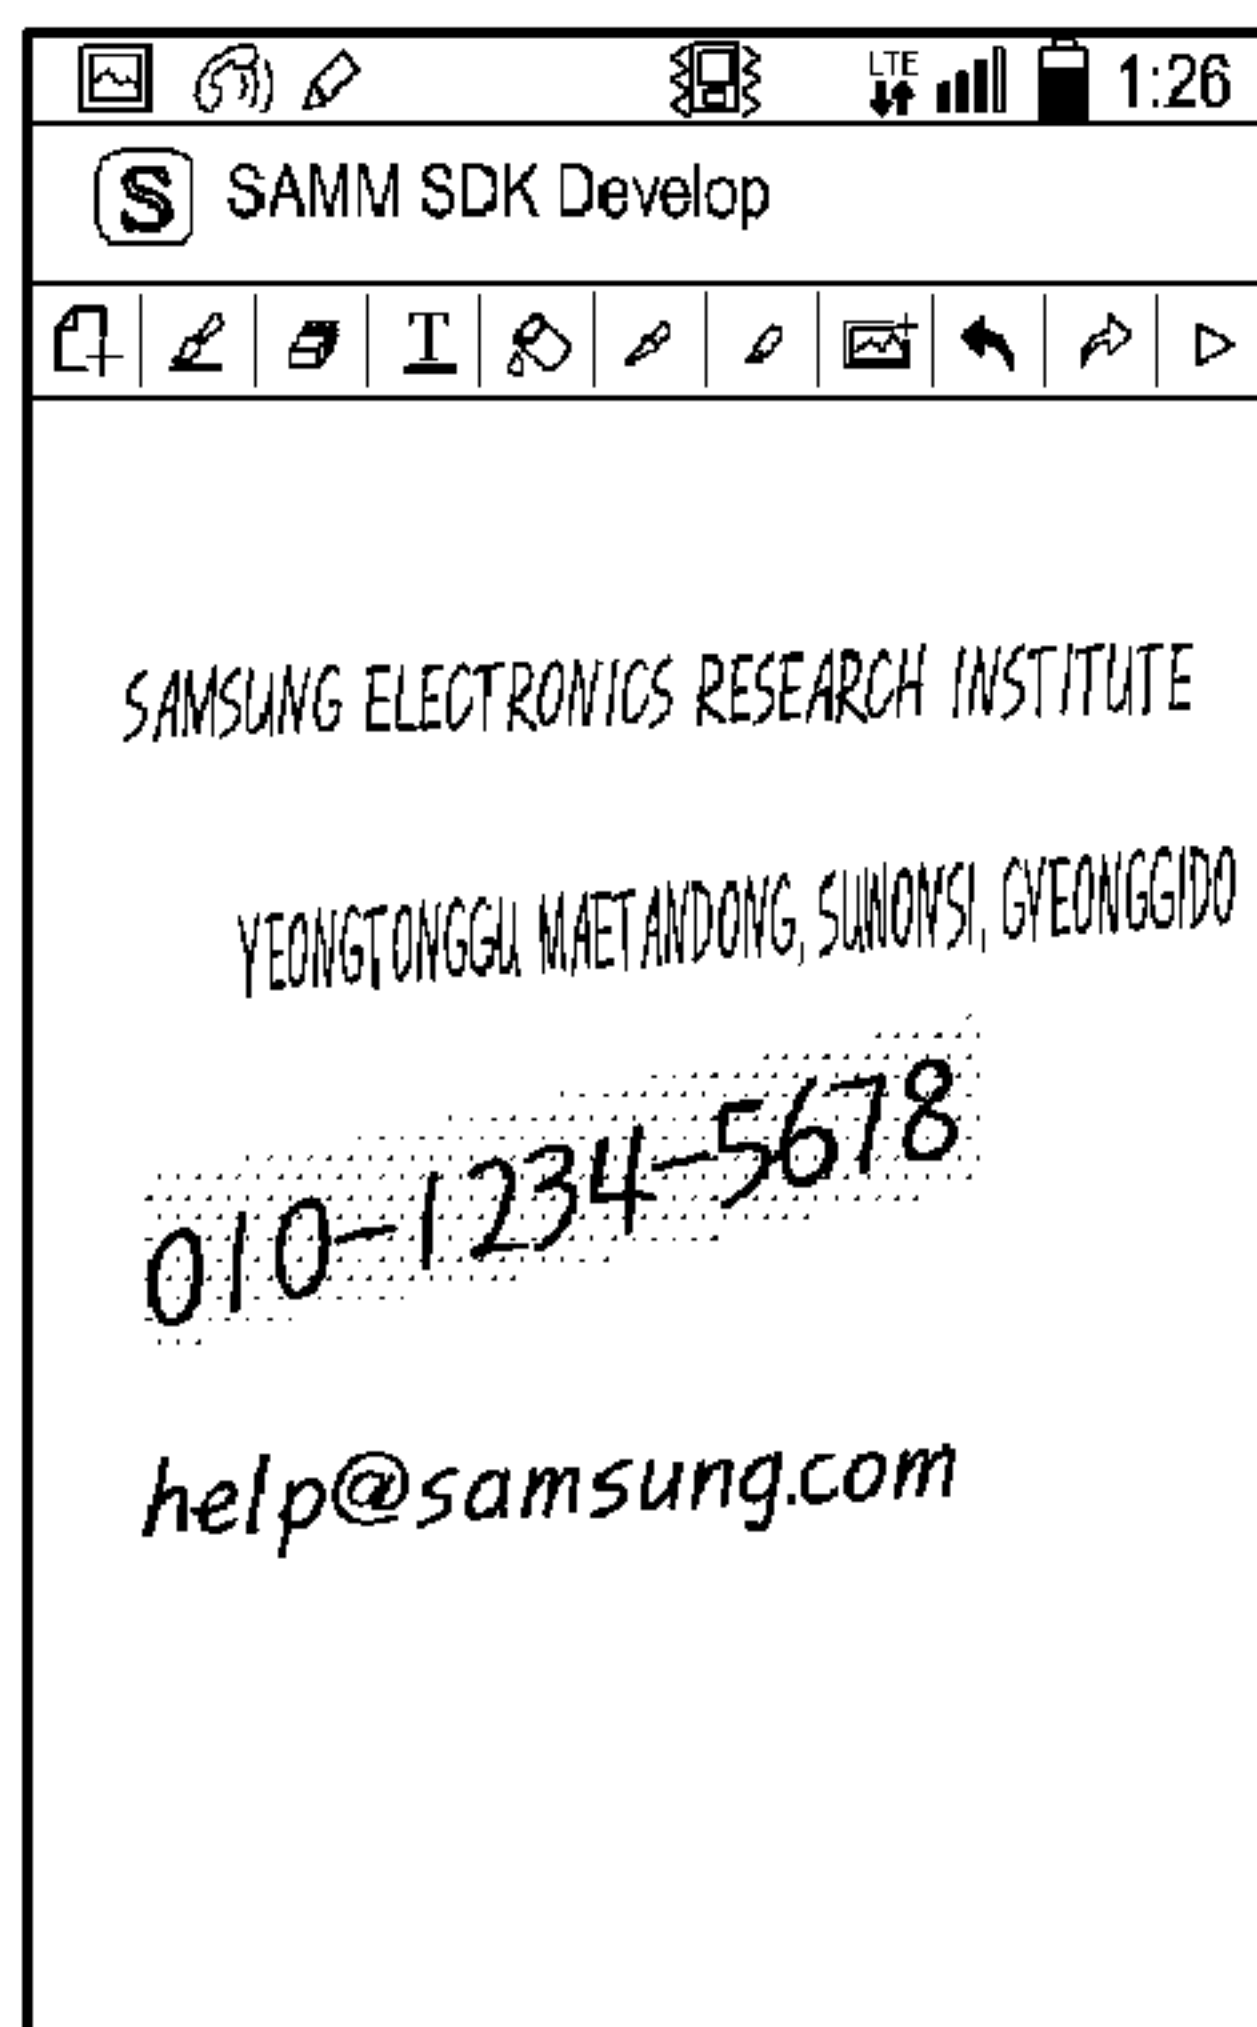 LTE 1:26
S SAMM SDK Develop
T
SAMSUNG ELECTRONICS RESEARCH INSTITUTE
YEONGTONGGU MAETANDONG, SUWONSI, GYEONGGIDO
010-1234-5678
help@samsung.com